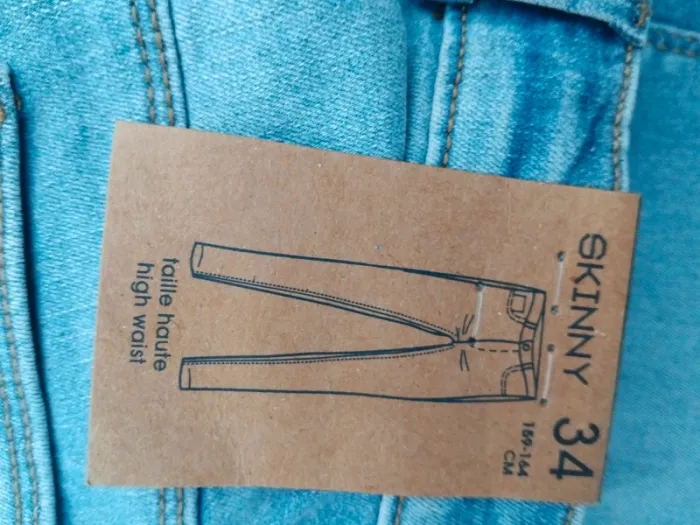 SKINNY 34
159-164
CM
taille haute
high waist